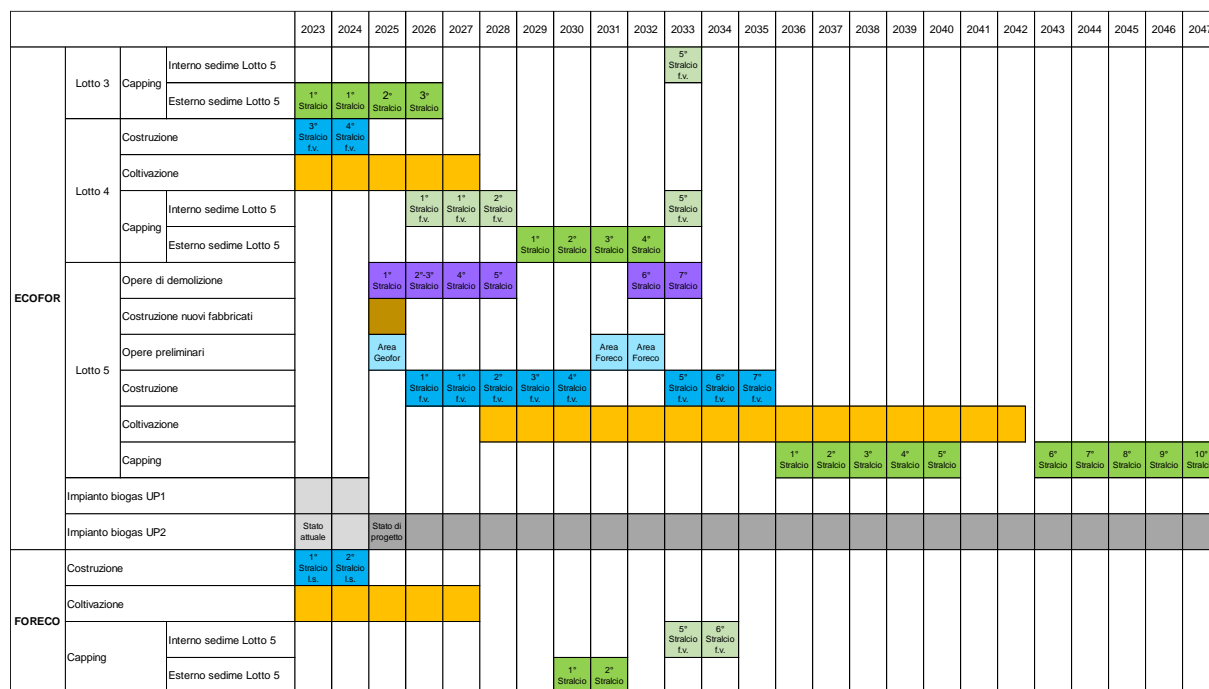 2023 2024 2025 2026 2027 2028 2029 2030 2031 2032 2033 2034 2035 2036 2037 2038 2039 2040 2041 2042 2043 2044 2045 2046 2047
ECOFOR
Lotto 3
Capping
Interno sedime Lotto 5
5°
Stralcio
f.v.
Esterno sedime Lotto 5
1° 1° 2° 3°
Stralcio Stralcio Stralcio Stralcio
Lotto 4
Costruzione
3° 4°
Stralcio Stralcio
f.v. f.v.
Coltivazione
Capping
Interno sedime Lotto 5
1° 1° 2° 5°
Stralcio Stralcio Stralcio Stralcio
f.v. f.v. f.v. f.v.
Esterno sedime Lotto 5
1° 2° 3° 4°
Stralcio Stralcio Stralcio Stralcio
Lotto 5
Opere di demolizione
1° 2°-3° 4° 5° 6° 7°
Stralcio Stralcio Stralcio Stralcio Stralcio Stralcio
Costruzione nuovi fabbricati
Opere preliminari
Area Area Area
Geofor Foreco Foreco
Costruzione
1° 1° 2° 3° 4° 5° 6° 7°
Stralcio Stralcio Stralcio Stralcio Stralcio Stralcio Stralcio Stralcio
f.v. f.v. f.v. f.v. f.v. f.v. f.v. f.v.
Coltivazione
Capping
1° 2° 3° 4° 5° 6° 7° 8° 9° 10°
Stralcio Stralcio Stralcio Stralcio Stralcio Stralcio Stralcio Stralcio Stralcio Stralcio
Impianto biogas UP1
Impianto biogas UP2
Stato Stato di
attuale progetto
FORECO
Costruzione
1° 2°
Stralcio Stralcio
l.s. l.s.
Coltivazione
Capping
Interno sedime Lotto 5
5° 6°
Stralcio Stralcio
f.v. f.v.
Esterno sedime Lotto 5
1° 2°
Stralcio Stralcio